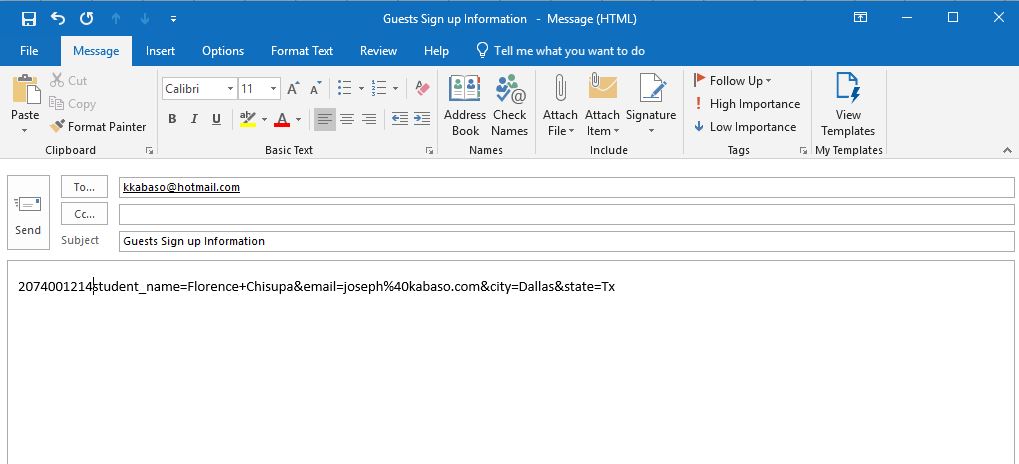 Guests Sign up Information - Message (HTML)
File Message Insert Options Format Text Review Help Tell me what you want to do
Paste
Cut
Copy
Format Painter
Clipboard
Calibri 11 A A
B I U ab A
Basic Text
Address Book
Check Names
Names
Attach File
Attach Item
Signature
Include
Follow Up
High Importance
Low Importance
Tags
View Templates
My Templates
Send
To... kkabaso@hotmail.com
Cc...
Subject Guests Sign up Information
2074001214student_name=Florence+Chisupa&email=joseph%40kabaso.com&city=Dallas&state=Tx